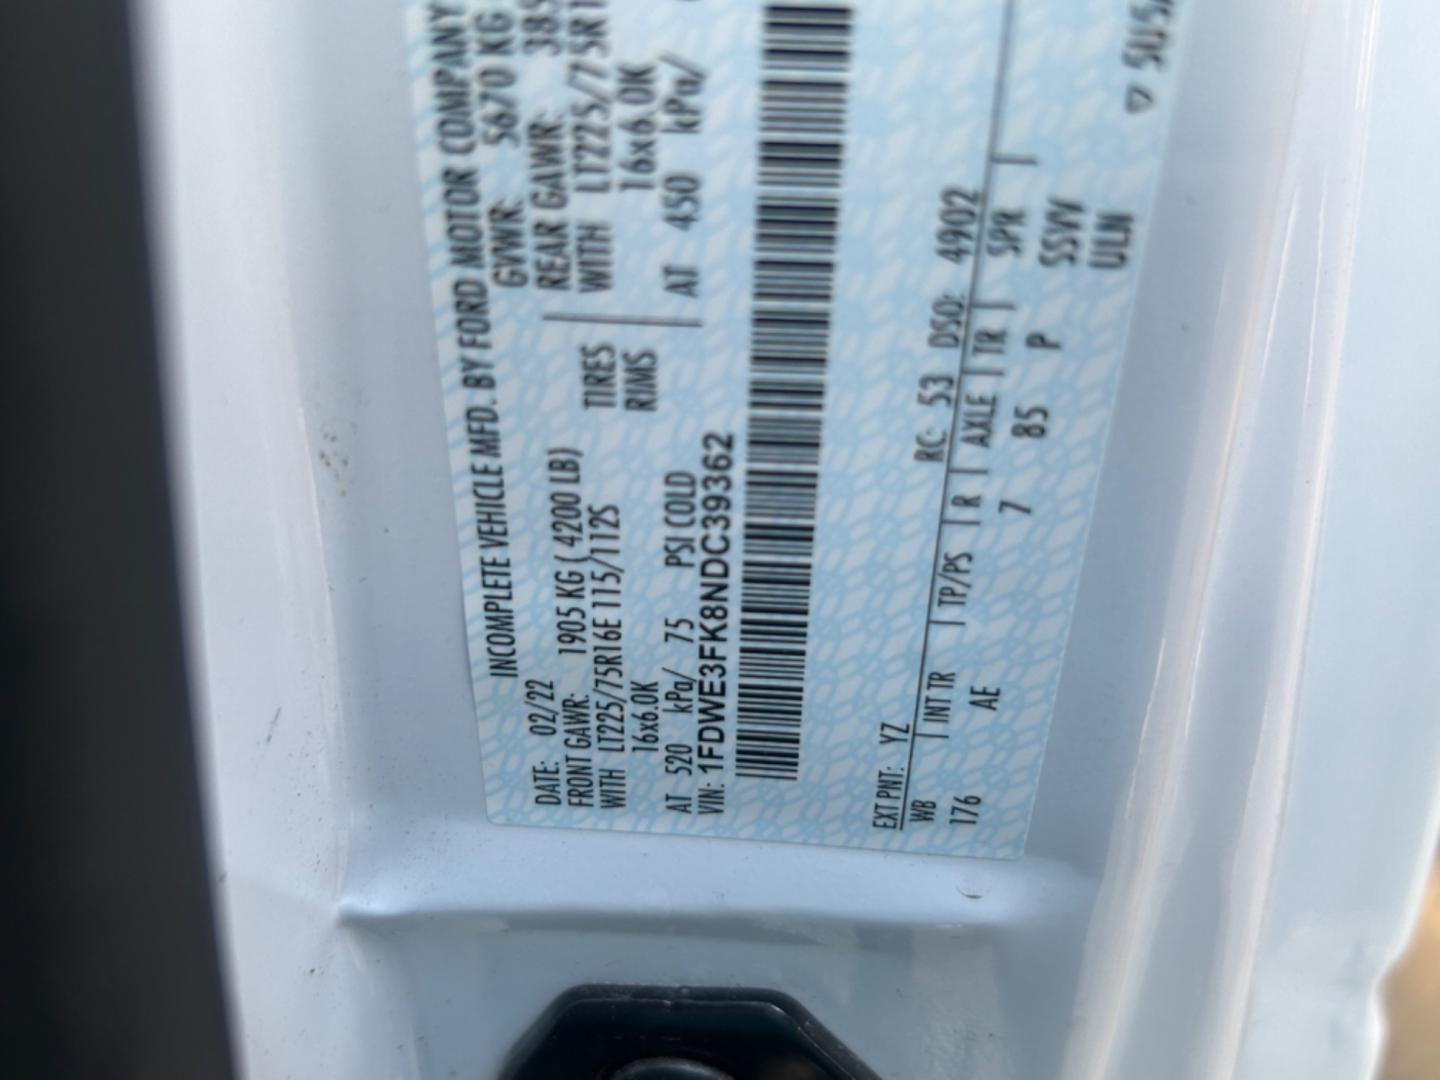 INCOMPLETE VEHICLE MFD. BY FORD MOTOR COMPANY
DATE: 02/22
GVWR: 5670 KG
FRONT GAWR: 1905 KG ( 4200 LB)
REAR GAWR:
WITH LT225/75R16E 115/112S
TIRES
WITH LT225/75R1
16x6.0K
RIMS
16x6.0K
AT 520 kPa/ 75 PSI COLD
AT 450 kPa/
VIN: 1FDWE3FK8NDC39362
EXT PNT: YZ
RC: 53 DSO: 4902
WB | INT TR | TP/PS | R | AXLE | TR | SPR |
176 AE 7 85 P SSVV
ULN